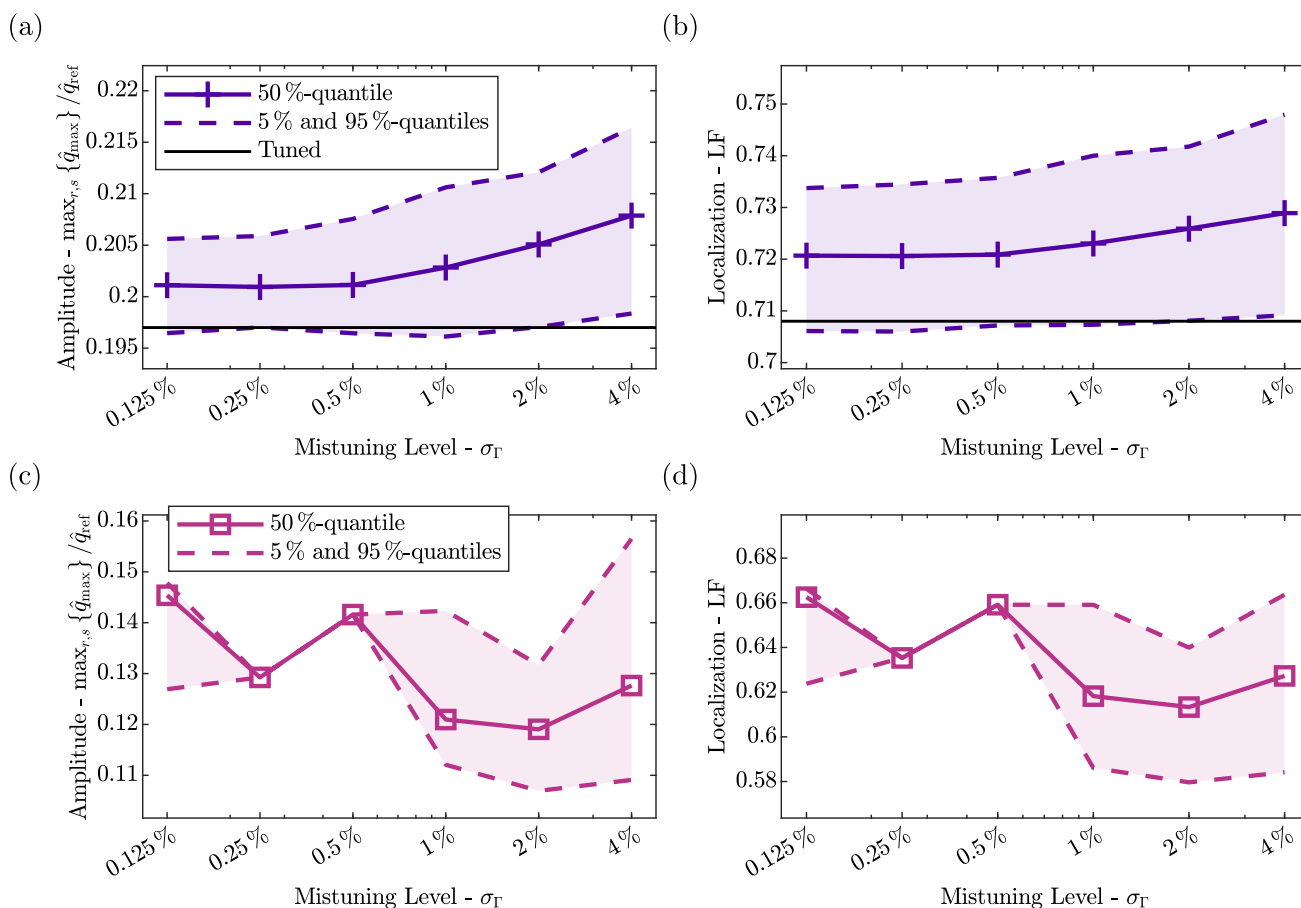 (a)
Amplitude - max_{r,s} {q̂_max} / q̂_ref
0.22
0.215
0.21
0.205
0.2
0.195
50 %-quantile
5 % and 95 %-quantiles
Tuned
0.125 %
0.25 %
0.5 %
1 %
2 %
4 %
Mistuning Level - σ_Γ
(b)
Localization - LF
0.75
0.74
0.73
0.72
0.71
0.7
0.125 %
0.25 %
0.5 %
1 %
2 %
4 %
Mistuning Level - σ_Γ
(c)
Amplitude - max_{r,s} {q̂_max} / q̂_ref
0.16
0.15
0.14
0.13
0.12
0.11
50 %-quantile
5 % and 95 %-quantiles
0.125 %
0.25 %
0.5 %
1 %
2 %
4 %
Mistuning Level - σ_Γ
(d)
Localization - LF
0.68
0.66
0.64
0.62
0.6
0.58
0.125 %
0.25 %
0.5 %
1 %
2 %
4 %
Mistuning Level - σ_Γ